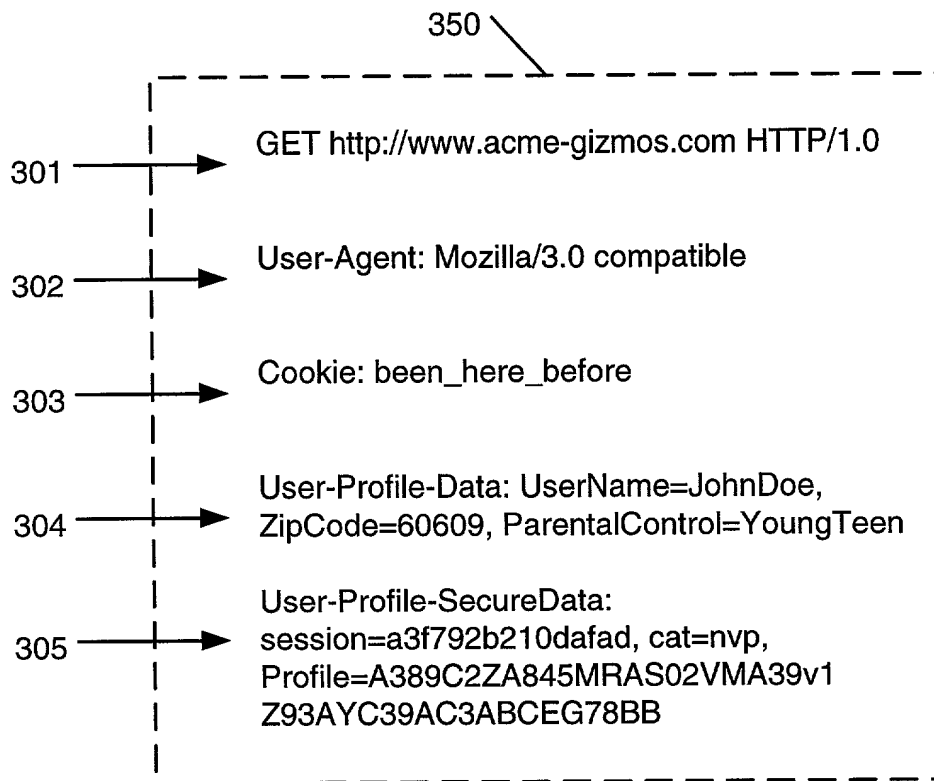 350
301
GET http://www.acme-gizmos.com HTTP/1.0
302
User-Agent: Mozilla/3.0 compatible
303
Cookie: been_here_before
304
User-Profile-Data: UserName=JohnDoe,
ZipCode=60609, ParentalControl=YoungTeen
305
User-Profile-SecureData:
session=a3f792b210dafad, cat=nvp,
Profile=A389C2ZA845MRAS02VMA39v1
Z93AYC39AC3ABCEG78BB